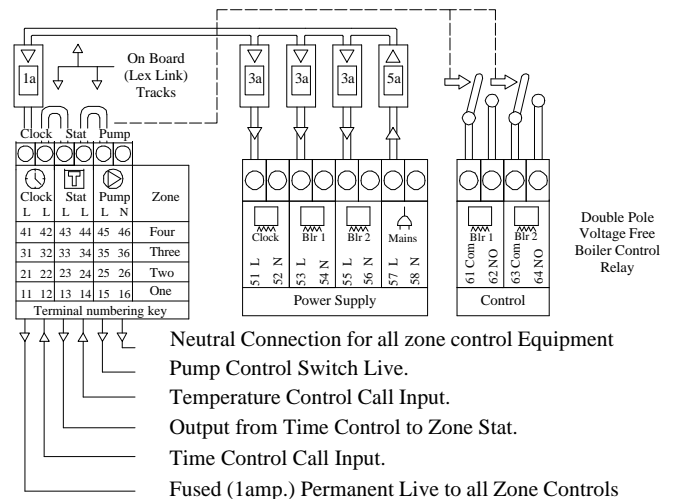 On Board
(Lex Link)
Tracks
1a
3a
3a
3a
5a
Clock Stat Pump
Clock Stat Pump Zone
L L L L L N
41 42 43 44 45 46 Four
31 32 33 34 35 36 Three
21 22 23 24 25 26 Two
11 12 13 14 15 16 One
Terminal numbering key
Clock Blr 1 Blr 2 Mains
51 L 52 N 53 L 54 N 55 L 56 N 57 L 58 N
Power Supply
Blr 1 Blr 2
61 Com 62 NO 63 Com 64 NO
Control
Double Pole
Voltage Free
Boiler Control
Relay
Neutral Connection for all zone control Equipment
Pump Control Switch Live.
Temperature Control Call Input.
Output from Time Control to Zone Stat.
Time Control Call Input.
Fused (1amp.) Permanent Live to all Zone Controls